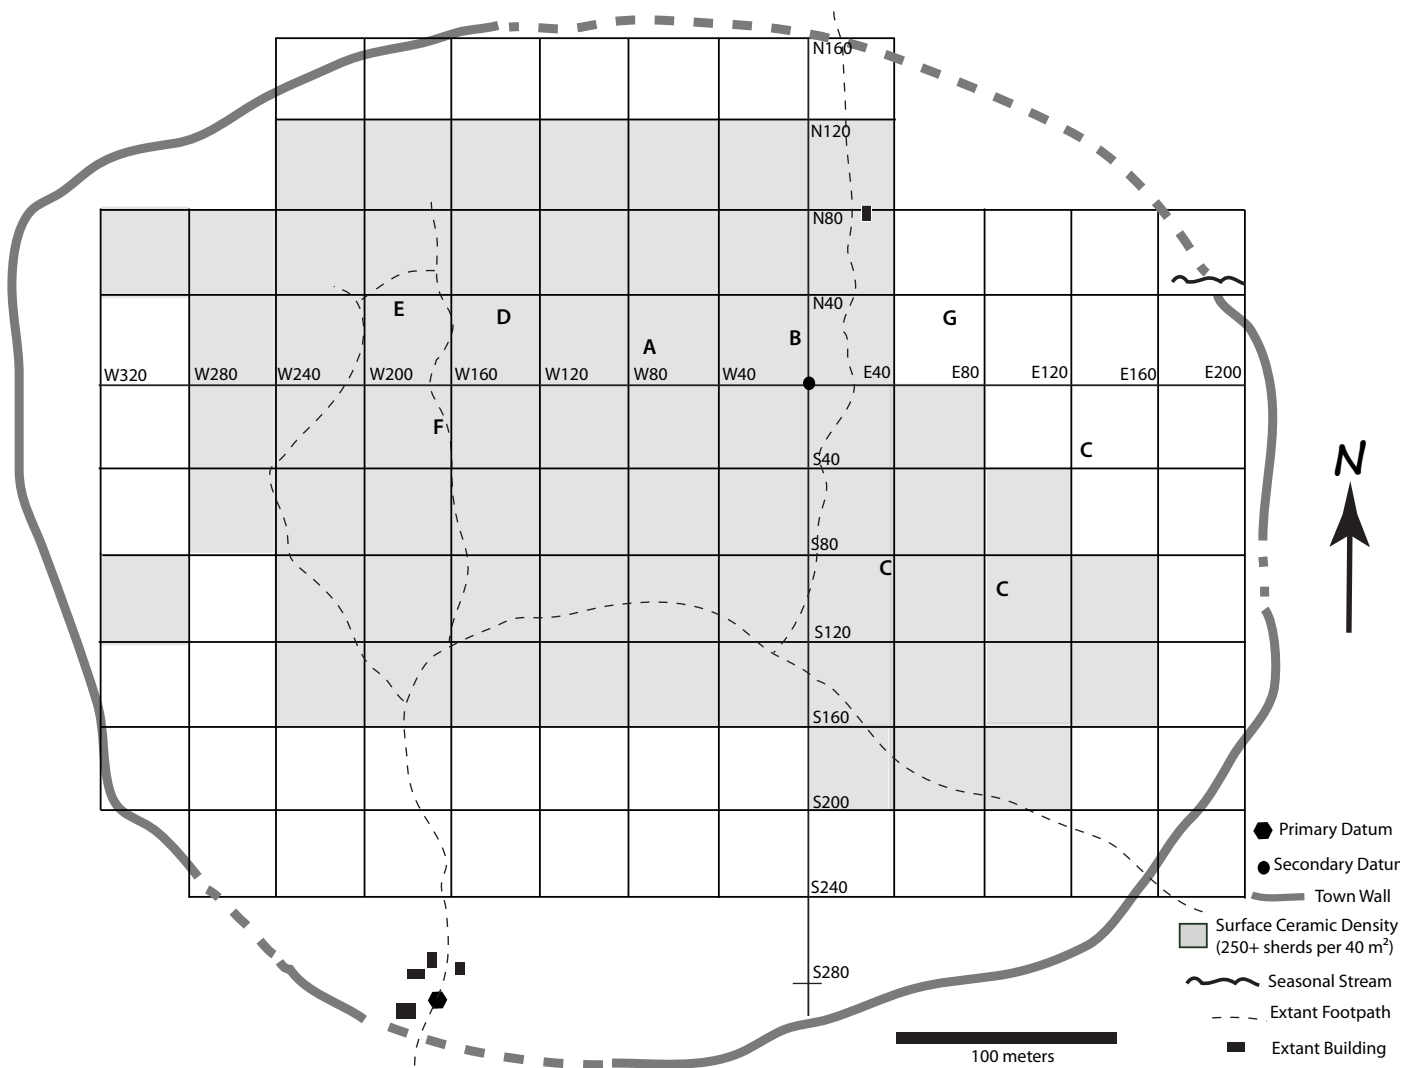 N160
N120
N80
N40
E
D
G
B
A
W320 W280 W240 W200 W160 W120 W80 W40 E40 E80 E120 E160 E200
F
C
S40
N
S80
C
C
S120
S160
S200
Primary Datum
Secondary Datur
S240
Town Wall
Surface Ceramic Density
(250+ sherds per 40 m²)
S280
Seasonal Stream
Extant Footpath
Extant Building
100 meters